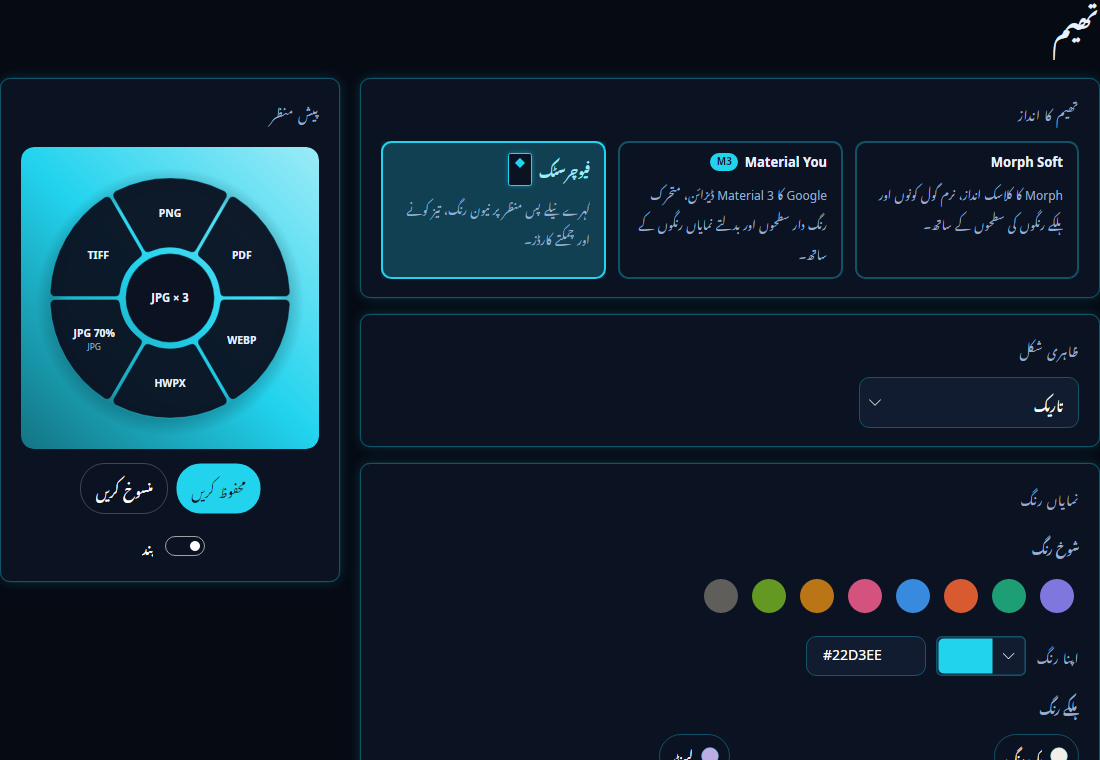 تھیم
تھیم کا انداز
Morph Soft
Morph کا کلاسک انداز، نرم گول کونوں اور
ہلکے رنگوں کی سطحوں کے ساتھ۔
Material You M3
Google کا Material 3 ڈیزائن، متحرک
رنگ دار سطحوں اور بدلتے نمایاں رنگوں کے
ساتھ۔
فیوچرسٹک
گہرے نیلے پس منظر پر نیون رنگ، تیز کونے
اور چمکتے کارڈز۔
ظاہری شکل
تاریک
نمایاں رنگ
شوخ رنگ
اپنا رنگ
#22D3EE
ہلکے رنگ
پیش منظر
PNG
TIFF
PDF
JPG × 3
JPG 70%
JPG
WEBP
HWPX
محفوظ کریں
منسوخ کریں
بند